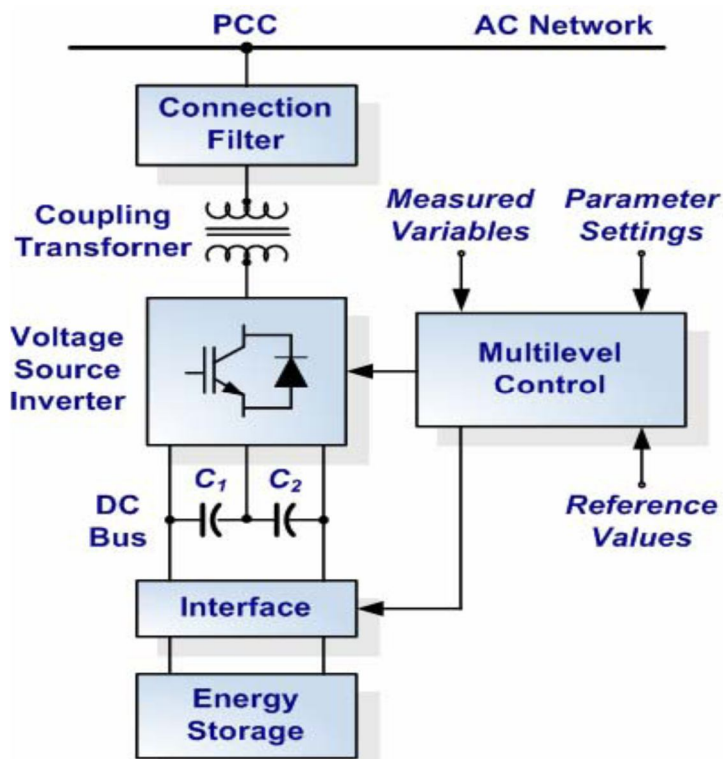 PCC
AC Network
Connection
Filter
Coupling
Transforner
Measured
Variables
Parameter
Settings
Voltage
Source
Inverter
Multilevel
Control
C1
C2
DC
Bus
Reference
Values
Interface
Energy
Storage